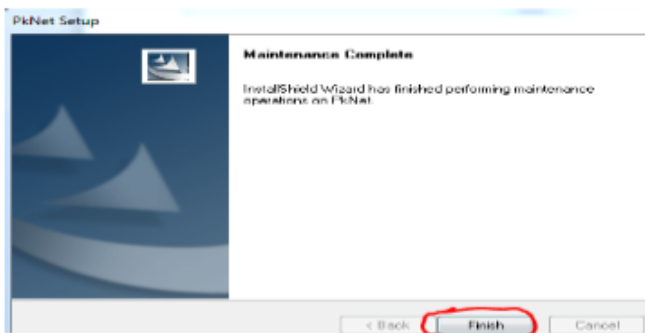 PkNet Setup
Maintenance Complete
InstallShield Wizard has finished performing maintenance
operations on PkNet.
< Back Finish Cancel